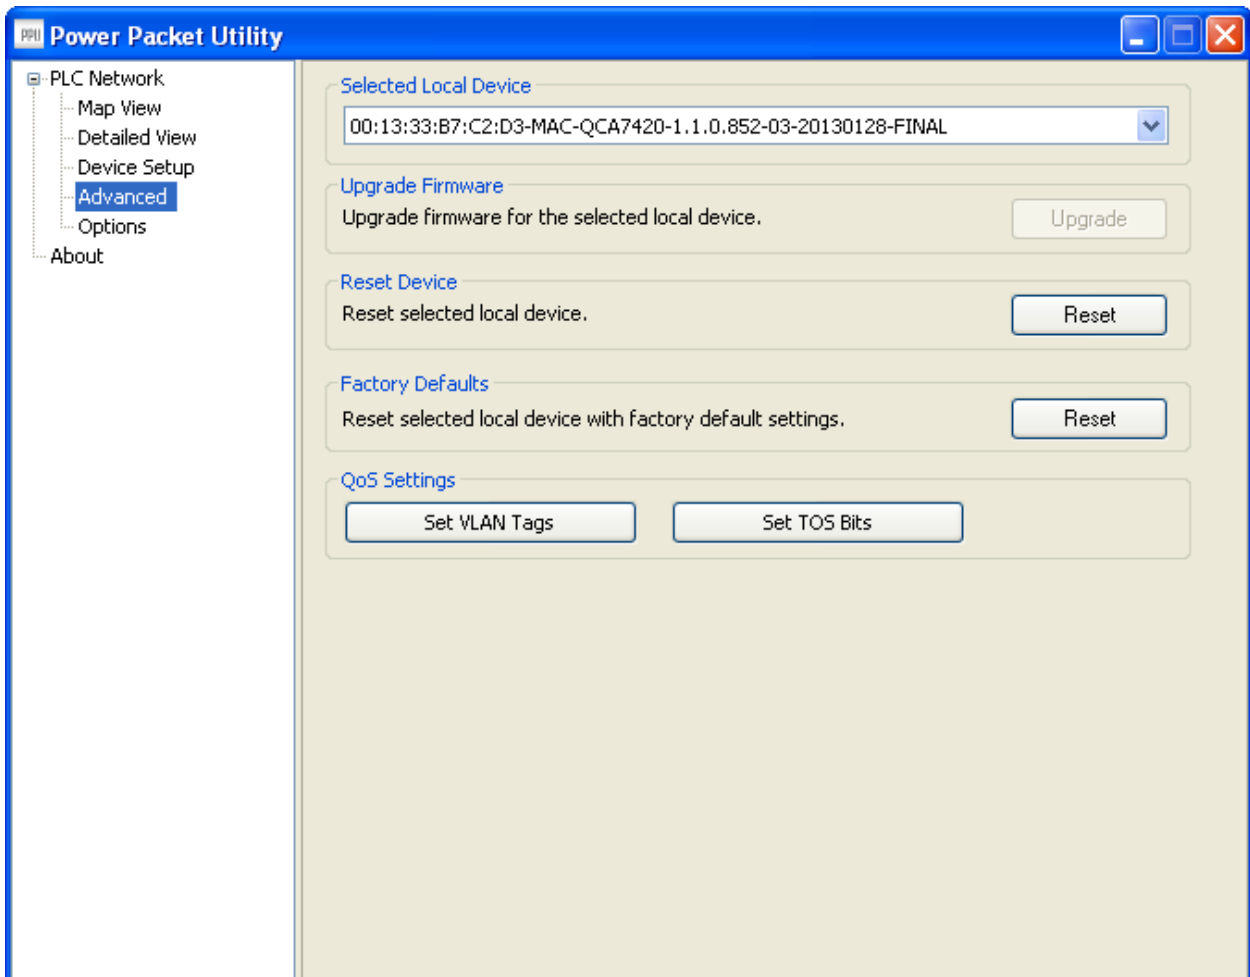 PPU Power Packet Utility
PLC Network
Map View
Detailed View
Device Setup
Advanced
Options
About
Selected Local Device
00:13:33:B7:C2:D3-MAC-QCA7420-1.1.0.852-03-20130128-FINAL
Upgrade Firmware
Upgrade firmware for the selected local device.
Upgrade
Reset Device
Reset selected local device.
Reset
Factory Defaults
Reset selected local device with factory default settings.
Reset
QoS Settings
Set VLAN Tags
Set TOS Bits